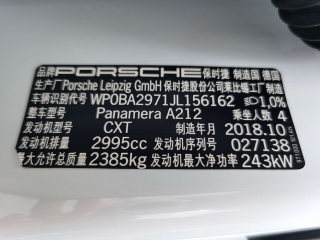 品牌 PORSCHE 保时捷 制造国 德国
生产厂 Porsche Leipzig GmbH 保时捷股份公司莱比锡工厂 制造
车辆识别代号 WP0BA2971JL156162 1,0%
整车型号 Panamera A212 乘坐人数 4
发动机型号 CXT 制造年月 2018.10
发动机排量 2995cc 发动机序列号 027138
大允许总质量 2385kg 发动机最大净功率 243kW